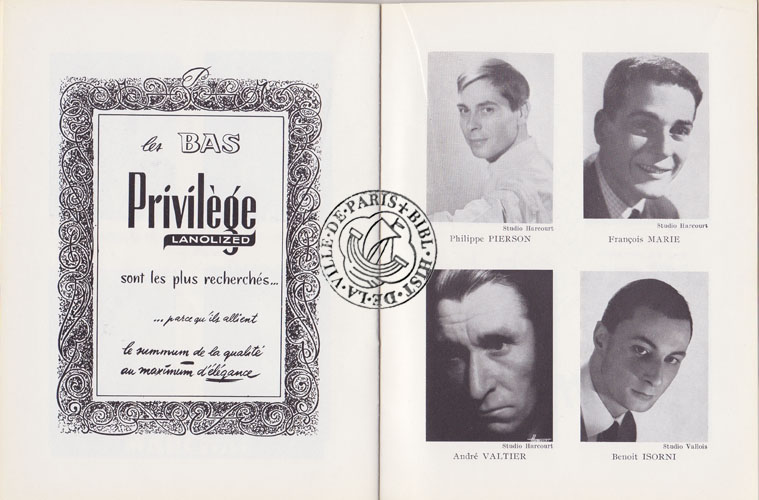 les BAS
Privilège
LANOLIZED
sont les plus recherchés...
...parce qu'ils allient
le summum de la qualité
au maximum d'élégance
VILLE·DE·PARIS+BIBL·HIST·DE·LA·
Studio Harcourt
Philippe PIERSON
Studio Harcourt
François MARIE
Studio Harcourt
André VALTIER
Studio Vallois
Benoit ISORNI